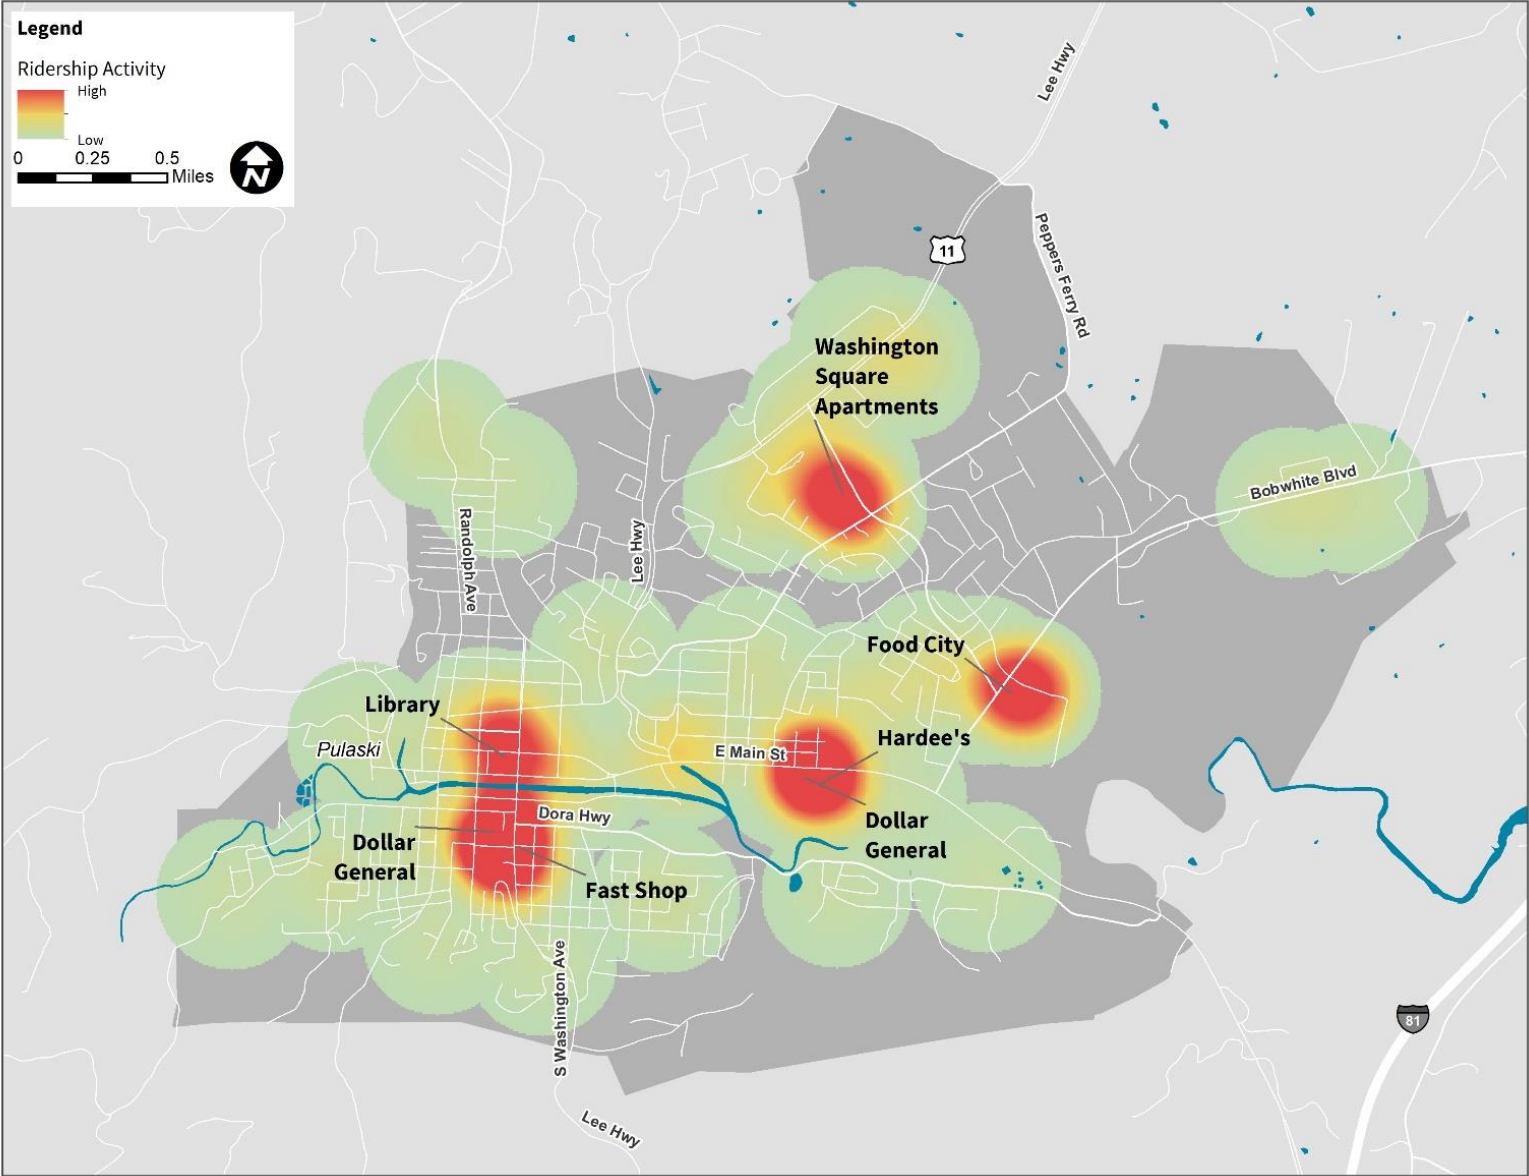 Legend
Ridership Activity
High
Low
0 0.25 0.5
Miles
N
Lee Hwy
11
Peppers Ferry Rd
Washington
Square
Apartments
Bobwhite Blvd
Randolph Ave
Lee Hwy
Food City
Library
Pulaski
E Main St
Hardee's
Dora Hwy
Dollar
General
Dollar
General
Fast Shop
S Washington Ave
81
Lee Hwy